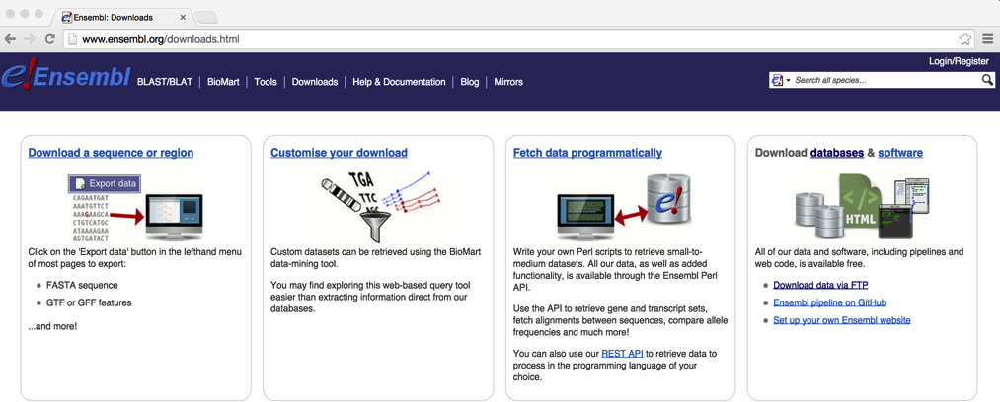 Ensembl: Downloads
www.ensembl.org/downloads.html
Login/Register
e!Ensembl BLAST/BLAT BioMart Tools Downloads Help & Documentation Blog Mirrors
Search all species...
Download a sequence or region
Export data
CAGAATGAT
AAATGTTCT
AAAGAAGCA
CTGTCATGC
ATAAAAGAA
AGTGATACT
Click on the 'Export data' button in the lefthand menu
of most pages to export:
FASTA sequence
GTF or GFF features
...and more!
Customise your download
TGA
TTC
AGC
Custom datasets can be retrieved using the BioMart
data-mining tool.
You may find exploring this web-based query tool
easier than extracting information direct from our
databases.
Fetch data programmatically
e!
Write your own Perl scripts to retrieve small-to-
medium datasets. All our data, as well as added
functionality, is available through the Ensembl Perl
API.
Use the API to retrieve gene and transcript sets,
fetch alignments between sequences, compare allele
frequencies and much more!
You can also use our REST API to retrieve data to
process in the programming language of your
choice.
Download databases & software
</>
HTML
All of our data and software, including pipelines and
web code, is available free.
Download data via FTP
Ensembl pipeline on GitHub
Set up your own Ensembl website